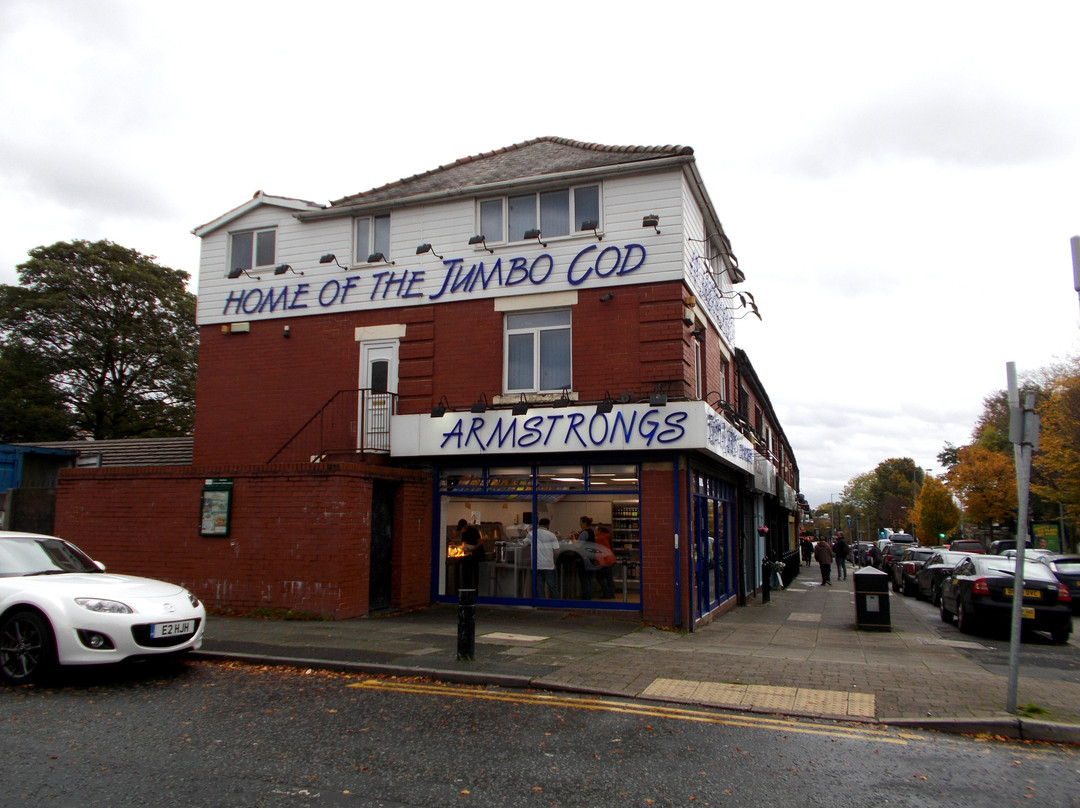 HOME OF THE JUMBO COD
ARMSTRONGS
E2 HJH